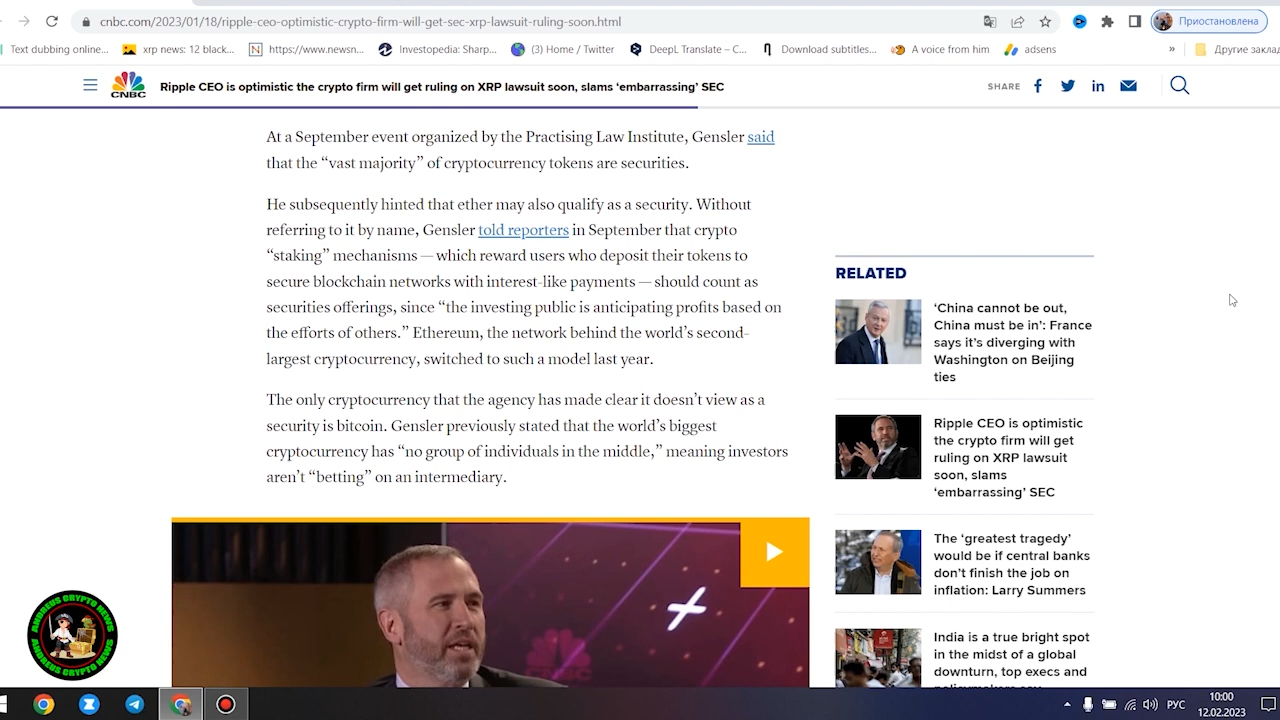 cnbc.com/2023/01/18/ripple-ceo-optimistic-crypto-firm-will-get-sec-xrp-lawsuit-ruling-soon.html
Приостановлена
Text dubbing online...
xrp news: 12 black...
https://www.newsn...
Investopedia: Sharp...
(3) Home / Twitter
DeepL Translate – C...
Download subtitles...
A voice from him
adsens
»
Другие закла
CNBC
Ripple CEO is optimistic the crypto firm will get ruling on XRP lawsuit soon, slams ‘embarrassing’ SEC
SHARE
At a September event organized by the Practising Law Institute, Gensler said
that the “vast majority” of cryptocurrency tokens are securities.
He subsequently hinted that ether may also qualify as a security. Without
referring to it by name, Gensler told reporters in September that crypto
“staking” mechanisms — which reward users who deposit their tokens to
secure blockchain networks with interest-like payments — should count as
securities offerings, since “the investing public is anticipating profits based on
the efforts of others.” Ethereum, the network behind the world’s second-
largest cryptocurrency, switched to such a model last year.
The only cryptocurrency that the agency has made clear it doesn’t view as a
security is bitcoin. Gensler previously stated that the world’s biggest
cryptocurrency has “no group of individuals in the middle,” meaning investors
aren’t “betting” on an intermediary.
RELATED
‘China cannot be out,
China must be in’: France
says it’s diverging with
Washington on Beijing
ties
Ripple CEO is optimistic
the crypto firm will get
ruling on XRP lawsuit
soon, slams
‘embarrassing’ SEC
The ‘greatest tragedy’
would be if central banks
don’t finish the job on
inflation: Larry Summers
India is a true bright spot
in the midst of a global
downturn, top execs and
ANDREUS CRYPTO NEWS
ANDREUS CRYPTO NEWS
РУС
10:00
12.02.2023